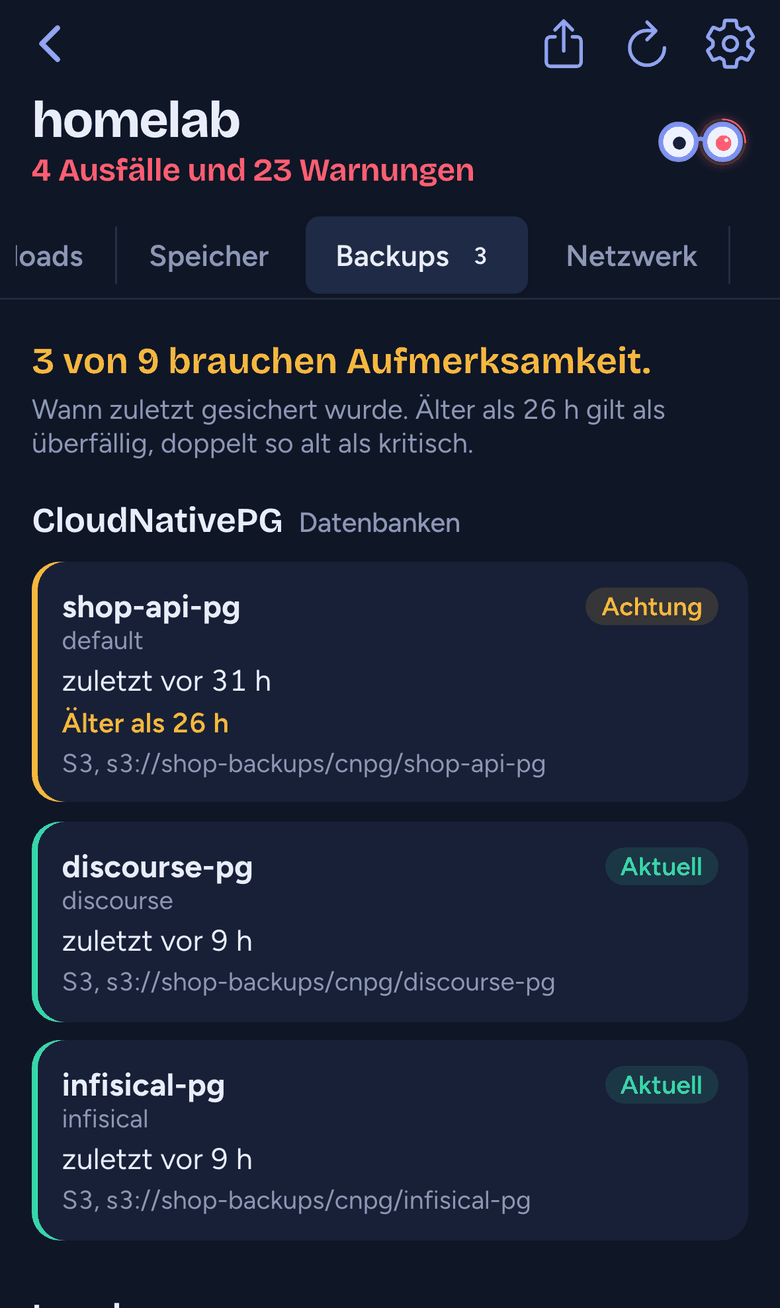 homelab
4 Ausfälle und 23 Warnungen
loads
Speicher
Backups 3
Netzwerk
3 von 9 brauchen Aufmerksamkeit.
Wann zuletzt gesichert wurde. Älter als 26 h gilt als
überfällig, doppelt so alt als kritisch.
CloudNativePG Datenbanken
shop-api-pg Achtung
default
zuletzt vor 31 h
Älter als 26 h
S3, s3://shop-backups/cnpg/shop-api-pg
discourse-pg Aktuell
discourse
zuletzt vor 9 h
S3, s3://shop-backups/cnpg/discourse-pg
infisical-pg Aktuell
infisical
zuletzt vor 9 h
S3, s3://shop-backups/cnpg/infisical-pg